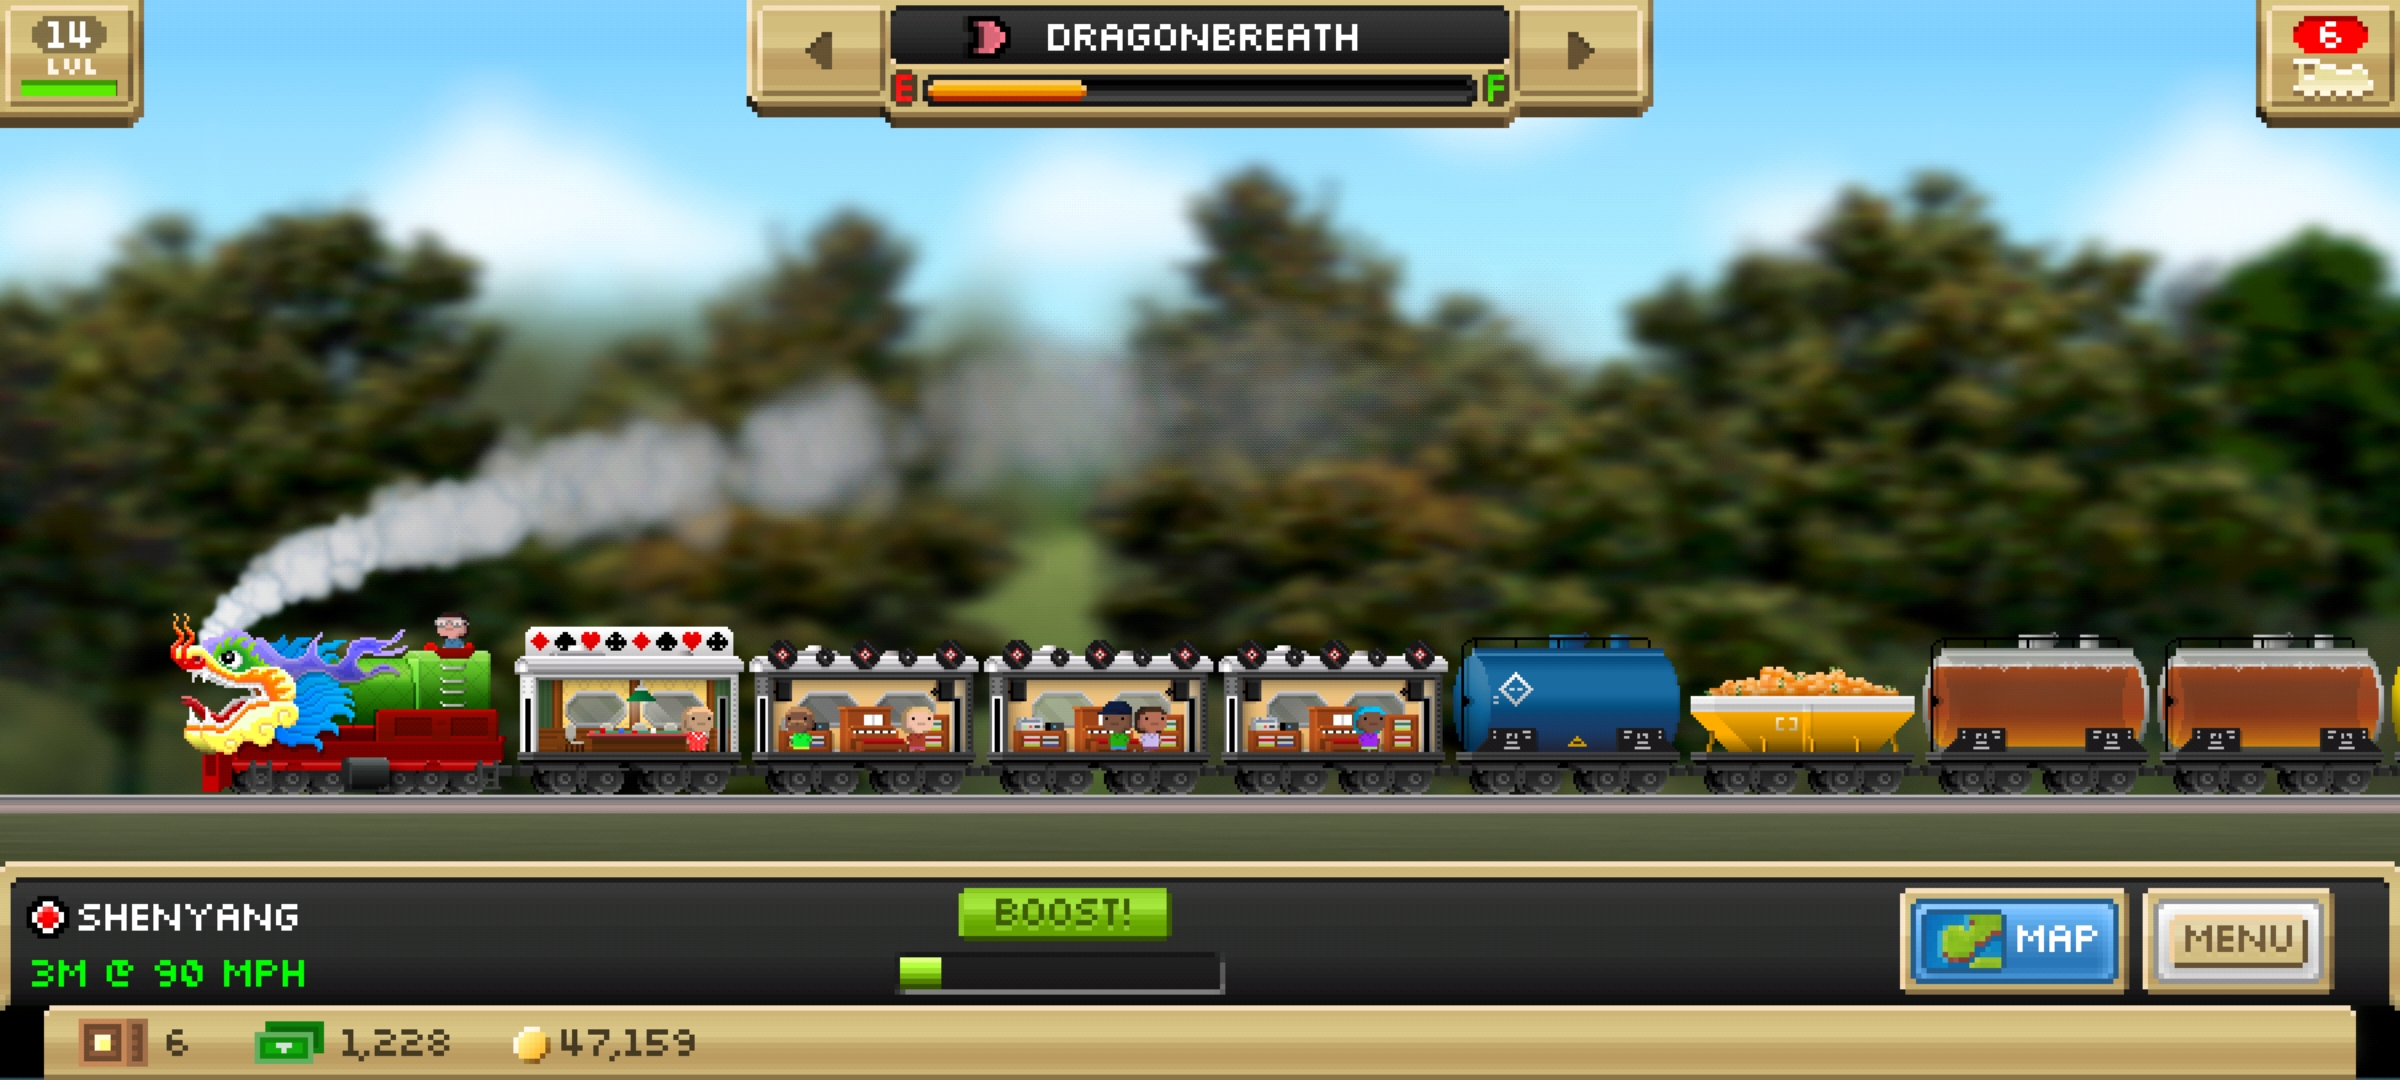 14
LVL
DRAGONBREATH
E F
6
SHENYANG
3M @ 90 MPH
BOOST!
MAP
MENU
6 1,228 47,159